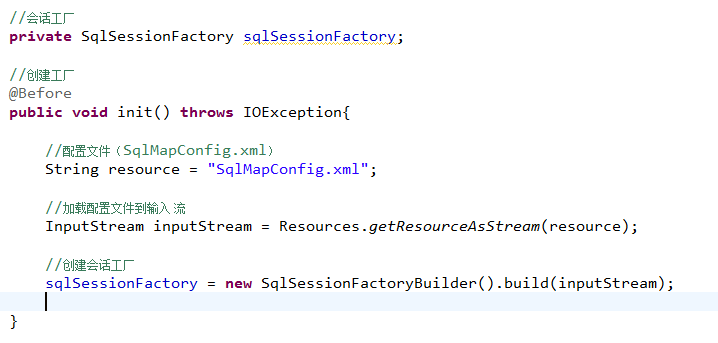 //会话工厂
private SqlSessionFactory sqlSessionFactory;
//创建工厂
@Before
public void init() throws IOException{
//配置文件（SqlMapConfig.xml）
String resource = "SqlMapConfig.xml";
//加载配置文件到输入 流
InputStream inputStream = Resources.getResourceAsStream(resource);
//创建会话工厂
sqlSessionFactory = new SqlSessionFactoryBuilder().build(inputStream);
}